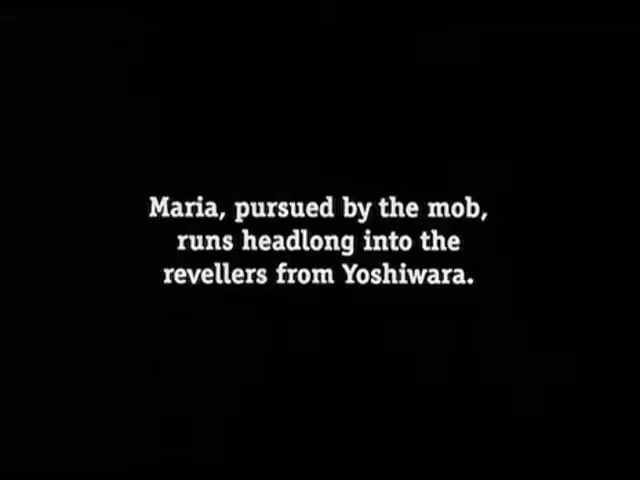 Maria, pursued by the mob,
runs headlong into the
revellers from Yoshiwara.